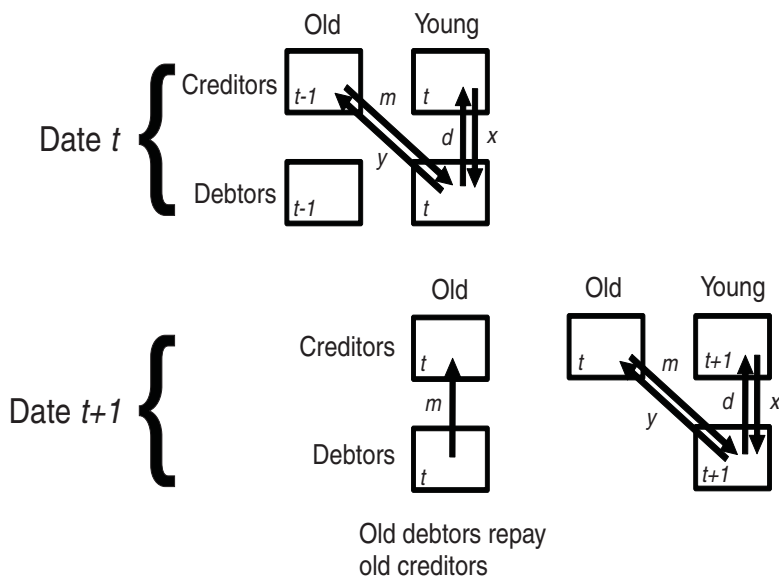 Old Young
Creditors
t-1 m t
Date t d x
y
Debtors
t-1 t
Old Old Young
Creditors
t t m t+1
Date t+1 m d x
y
Debtors
t t+1
Old debtors repay
old creditors